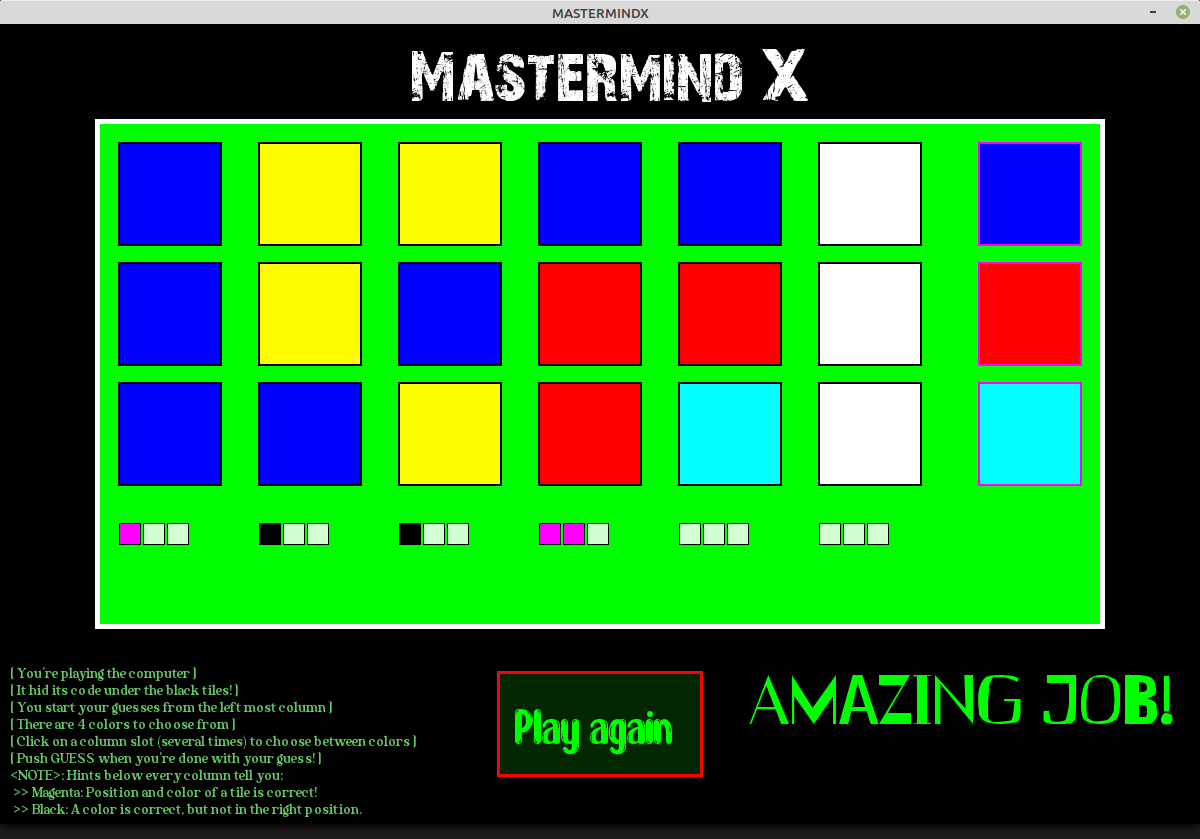 MASTERMINDX
MASTERMIND X
[ You're playing the computer ]
[ It hid its code under the black tiles! ]
[ You start your guesses from the left most column ]
[ There are 4 colors to choose from ]
[ Click on a column slot (several times) to choose between colors ]
[ Push GUESS when you're done with your guess! ]
<NOTE>: Hints below every column tell you:
>> Magenta: Position and color of a tile is correct!
>> Black: A color is correct, but not in the right position.
Play again
AMAZING JOB!